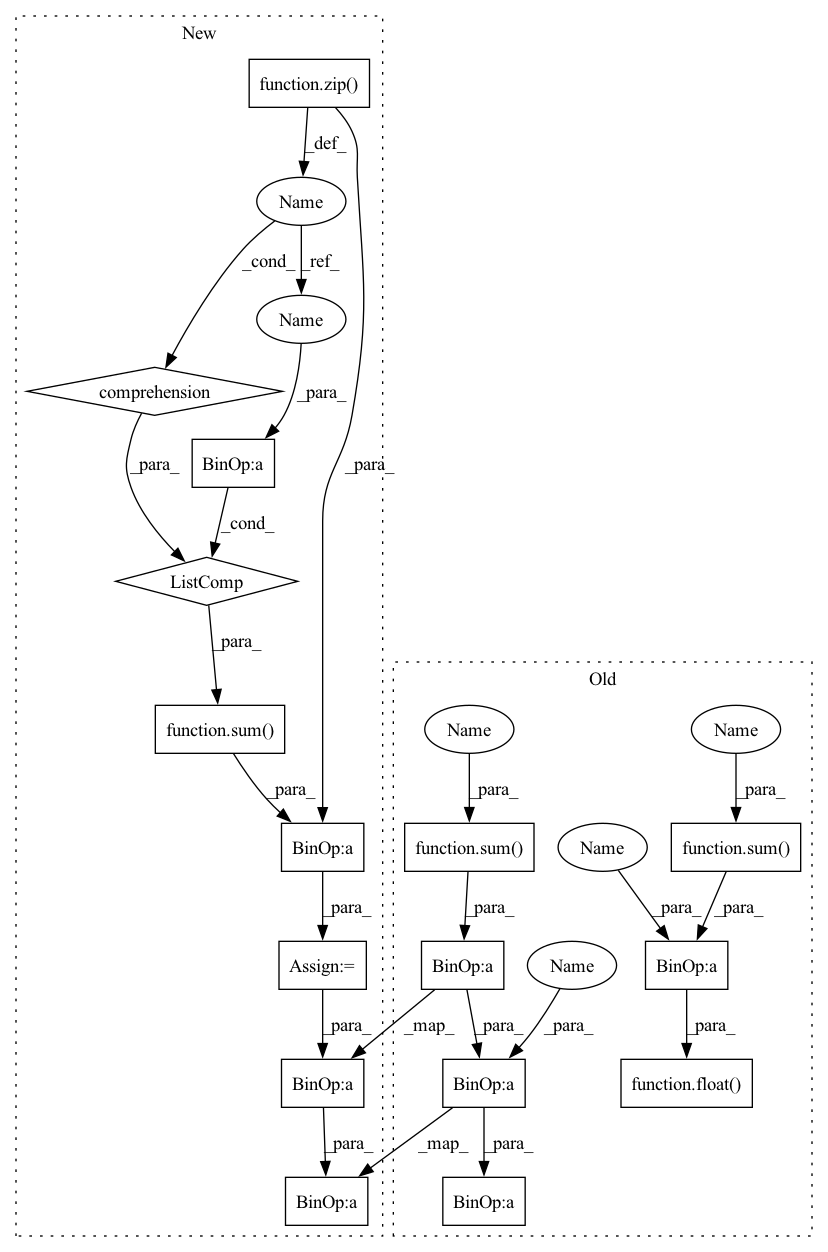 New
function.zip()
_def_
Name
_cond_
_ref_
Name
comprehension
_para_
BinOp:a
_para_
_para_
_cond_
ListComp
_para_
Old
function.sum()
Name
Name
_para_
_para_
_para_
BinOp:a
function.sum()
Name
function.sum()
_para_
_para_
_para_
_para_
Assign:=
BinOp:a
Name
BinOp:a
_para_
_map_
_para_
_para_
_para_
BinOp:a
BinOp:a
function.float()
_para_
_map_
_para_
BinOp:a
BinOp:a